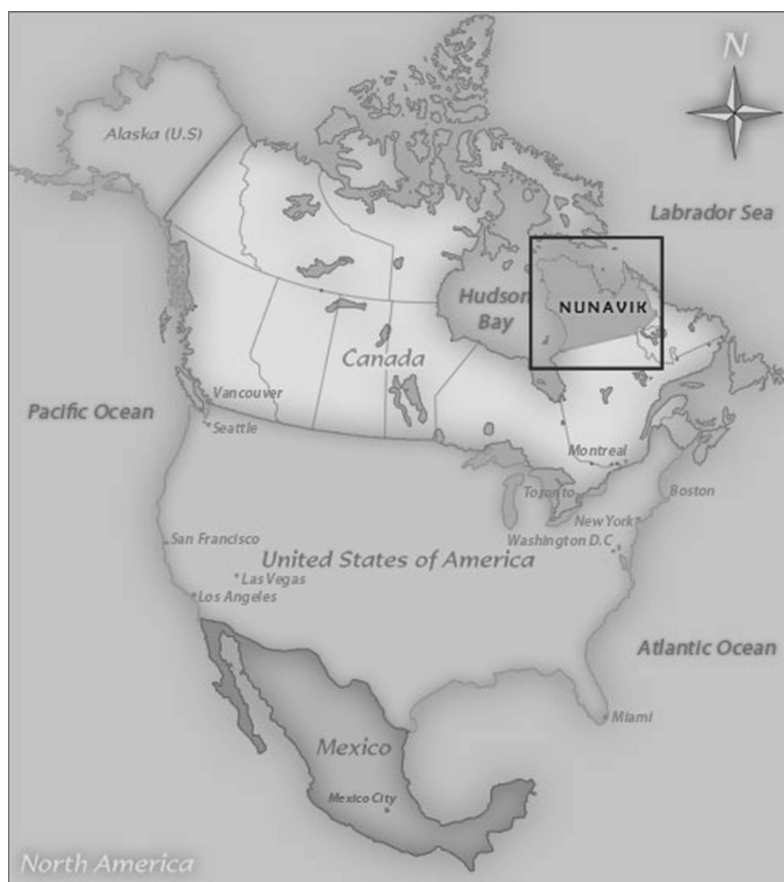 N
Alaska (U.S)
Labrador Sea
Hudson
Bay
NUNAVIK
Canada
Vancouver
Pacific Ocean
Seattle
Montreal
Toronto
Boston
New York
San Francisco
Washington D.C
United States of America
Las Vegas
Los Angeles
Atlantic Ocean
Miami
Mexico
Mexico City
North America